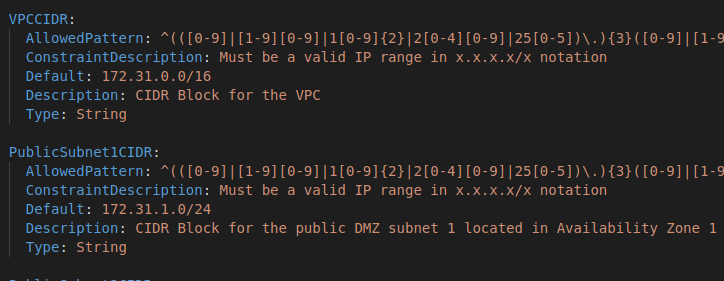 VPCCIDR:
AllowedPattern: ^(([0-9]|[1-9][0-9]|1[0-9]{2}|2[0-4][0-9]|25[0-5])\.){3}([0-9]|[1-9
ConstraintDescription: Must be a valid IP range in x.x.x.x/x notation
Default: 172.31.0.0/16
Description: CIDR Block for the VPC
Type: String
PublicSubnet1CIDR:
AllowedPattern: ^(([0-9]|[1-9][0-9]|1[0-9]{2}|2[0-4][0-9]|25[0-5])\.){3}([0-9]|[1-9
ConstraintDescription: Must be a valid IP range in x.x.x.x/x notation
Default: 172.31.1.0/24
Description: CIDR Block for the public DMZ subnet 1 located in Availability Zone 1
Type: String